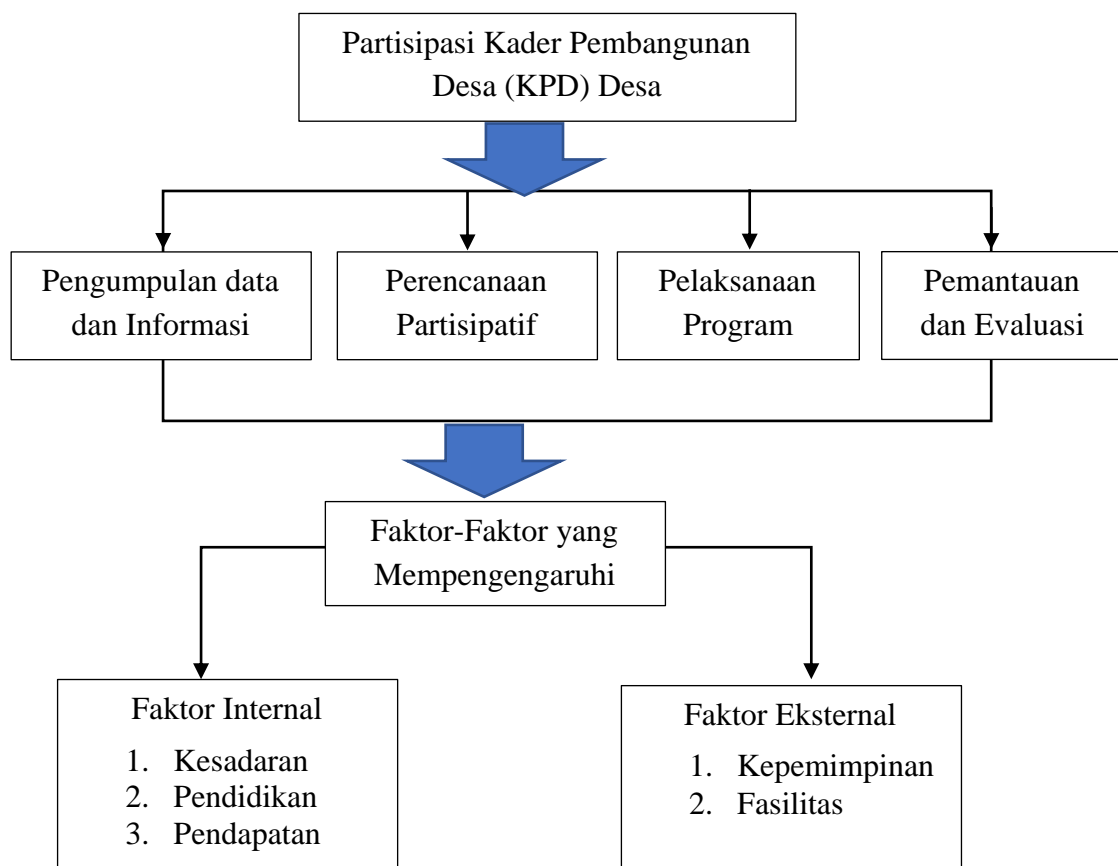 Partisipasi Kader Pembangunan
Desa (KPD) Desa
Pengumpulan data
dan Informasi
Perencanaan
Partisipatif
Pelaksanaan
Program
Pemantauan
dan Evaluasi
Faktor-Faktor yang
Mempengengaruhi
Faktor Internal
1. Kesadaran
2. Pendidikan
3. Pendapatan
Faktor Eksternal
1. Kepemimpinan
2. Fasilitas